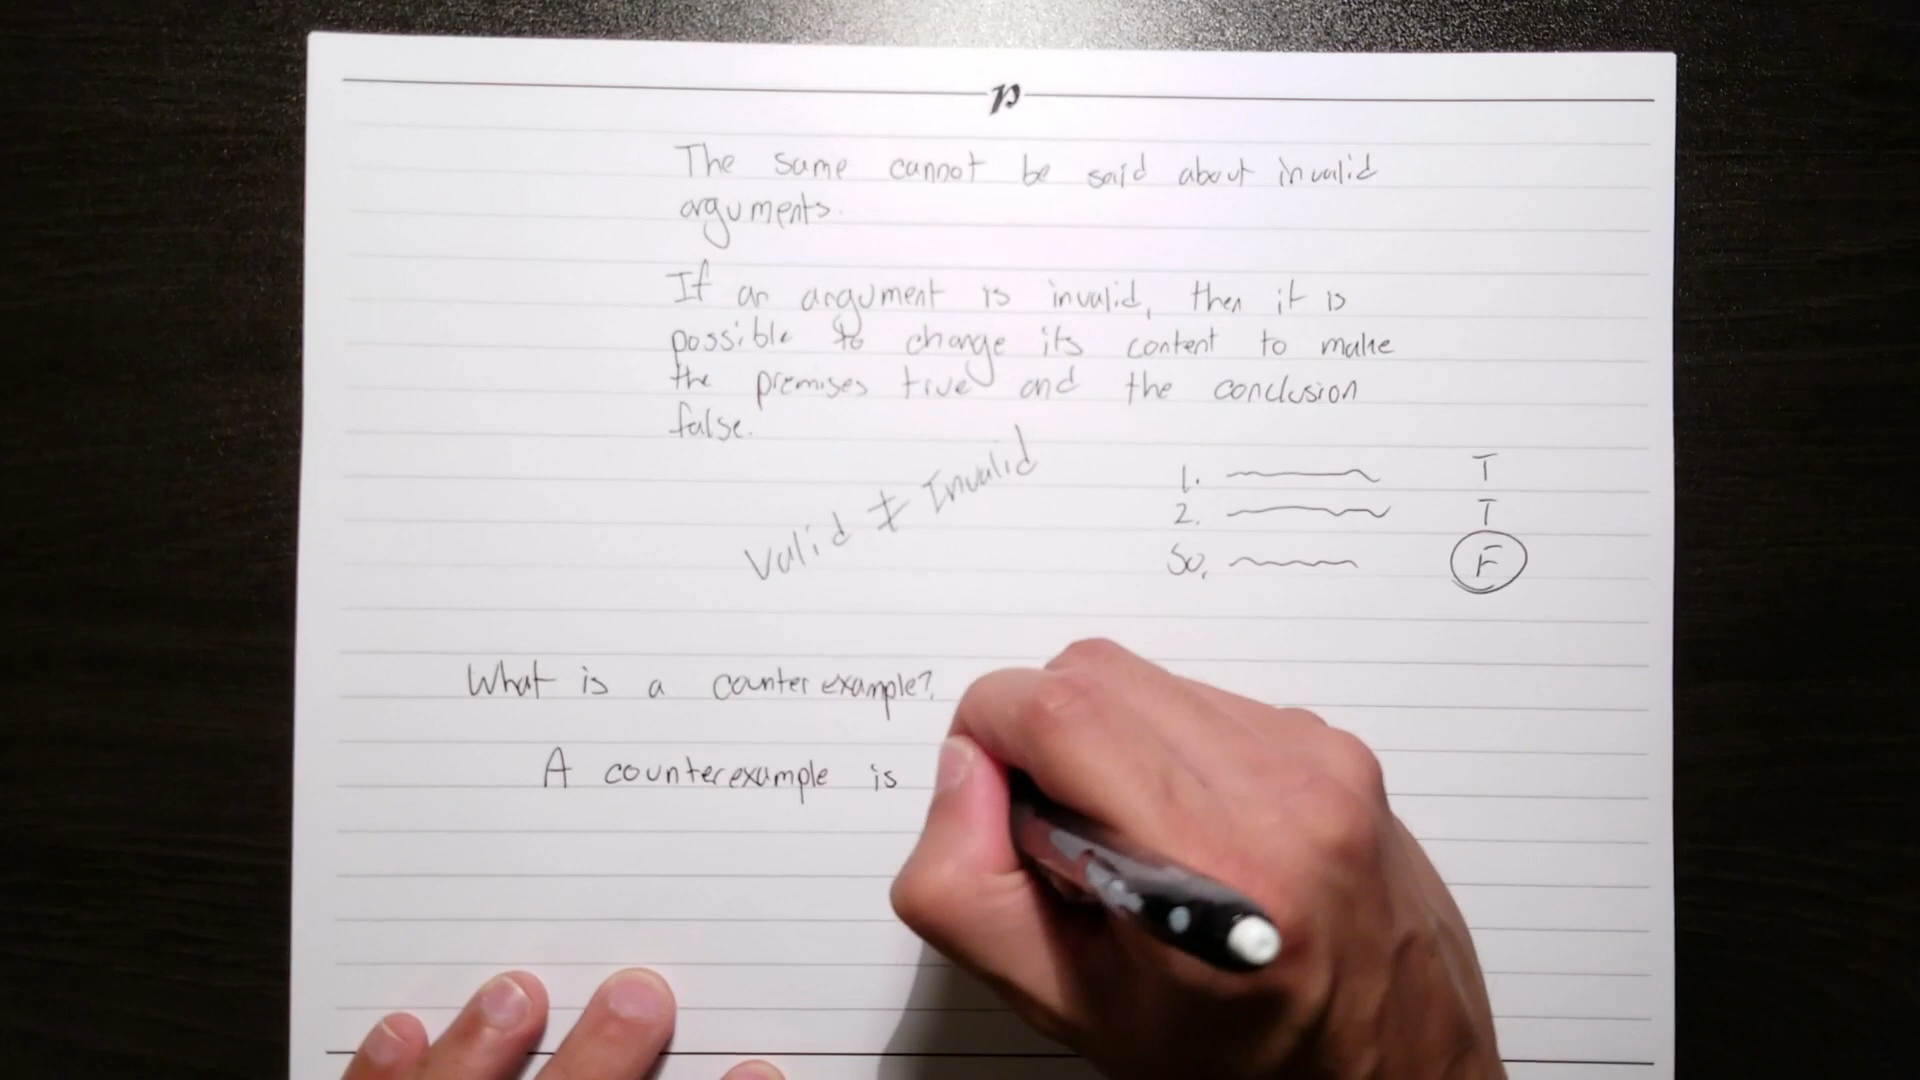 p
The same cannot be said about invalid
arguments.
If an argument is invalid, then it is
possible to change its content to make
the premises true and the conclusion
false.
Valid ≠ Invalid
1. T
2. T
So, F
What is a counterexample?
A counterexample is